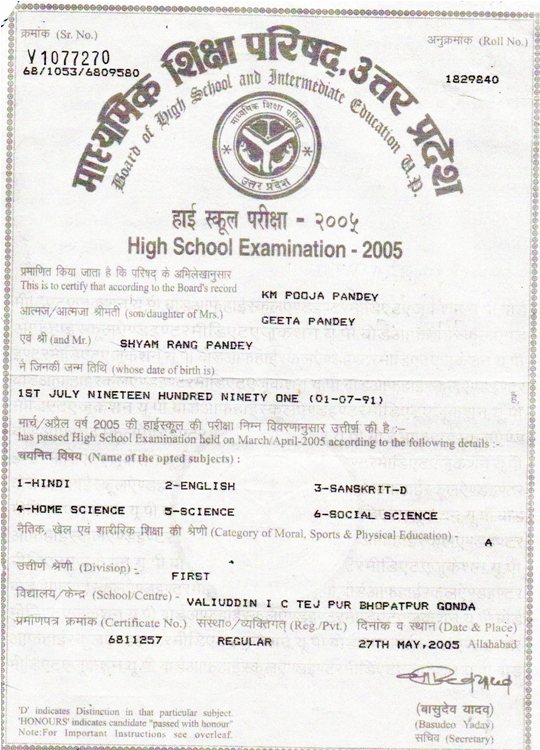 क्रमांक (Sr. No.)
V1077270
68/1053/6809580
अनुक्रमांक (Roll No.)
1829840
माध्यमिक शिक्षा परिषद, उत्तर प्रदेश
Board of High School and Intermediate Education U.P.
माध्यमिक शिक्षा परिषद
उत्तर प्रदेश
हाई स्कूल परीक्षा - २००५
High School Examination - 2005
प्रमाणित किया जाता है कि परिषद के अभिलेखानुसार
This is to certify that according to the Board's record
KM POOJA PANDEY
आत्मज/आत्मजा श्रीमती (son/daughter of Mrs.)
GEETA PANDEY
एवं श्री (and Mr.)
SHYAM RANG PANDEY
ने जिनकी जन्म तिथि (whose date of birth is)
1ST JULY NINETEEN HUNDRED NINETY ONE (01-07-91)
मार्च/अप्रैल वर्ष 2005 की हाईस्कूल की परीक्षा निम्न विवरणानुसार उत्तीर्ण की है :-
has passed High School Examination held on March/April-2005 according to the following details :-
चयनित विषय (Name of the opted subjects) :
1-HINDI 2-ENGLISH 3-SANSKRIT-D
4-HOME SCIENCE 5-SCIENCE 6-SOCIAL SCIENCE
नैतिक, खेल एवं शारीरिक शिक्षा की श्रेणी (Category of Moral, Sports & Physical Education) - A
उत्तीर्ण श्रेणी (Division) -
FIRST
विद्यालय/केन्द्र (School/Centre) -
VALIUDDIN I C TEJ PUR BHOPATPUR GONDA
प्रमाणपत्र क्रमांक (Certificate No.) संस्था०/व्यक्तिगत (Reg./Pvt.) दिनांक व स्थान (Date & Place)
6811257 REGULAR 27TH MAY,2005 Allahabad
'D' indicates Distinction in that particular subject.
'HONOURS' indicates candidate "passed with honour"
Note:For Important Instructions see overleaf.
(बासुदेव यादव)
(Basudeo Yadav)
सचिव (Secretary)